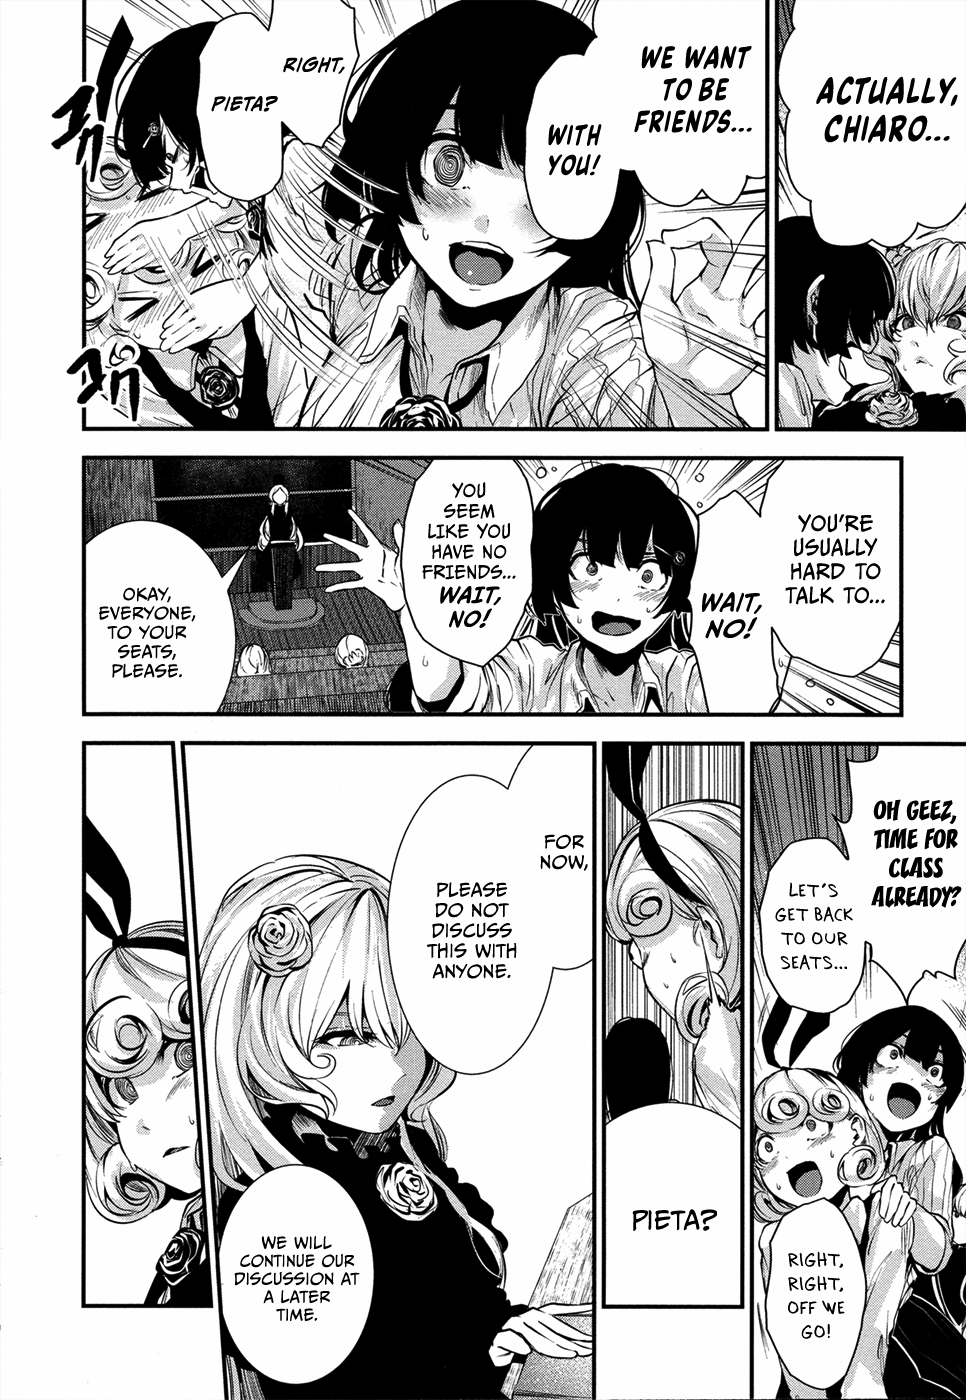 ACTUALLY,
CHIARO...
WE WANT
TO BE
FRIENDS...
WITH
YOU!
RIGHT,
PIETA?
YOU'RE
USUALLY
HARD TO
TALK TO...
WAIT,
NO!
YOU
SEEM
LIKE YOU
HAVE NO
FRIENDS...
WAIT,
NO!
OKAY,
EVERYONE,
TO YOUR
SEATS,
PLEASE.
OH GEEZ,
TIME FOR
CLASS
ALREADY?
LET'S
GET BACK
TO OUR
SEATS...
RIGHT,
RIGHT,
OFF WE
GO!
PIETA?
FOR
NOW,
PLEASE
DO NOT
DISCUSS
THIS WITH
ANYONE.
WE WILL
CONTINUE OUR
DISCUSSION AT
A LATER
TIME.